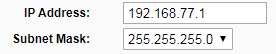 IP Address: 192.168.77.1
Subnet Mask: 255.255.255.0